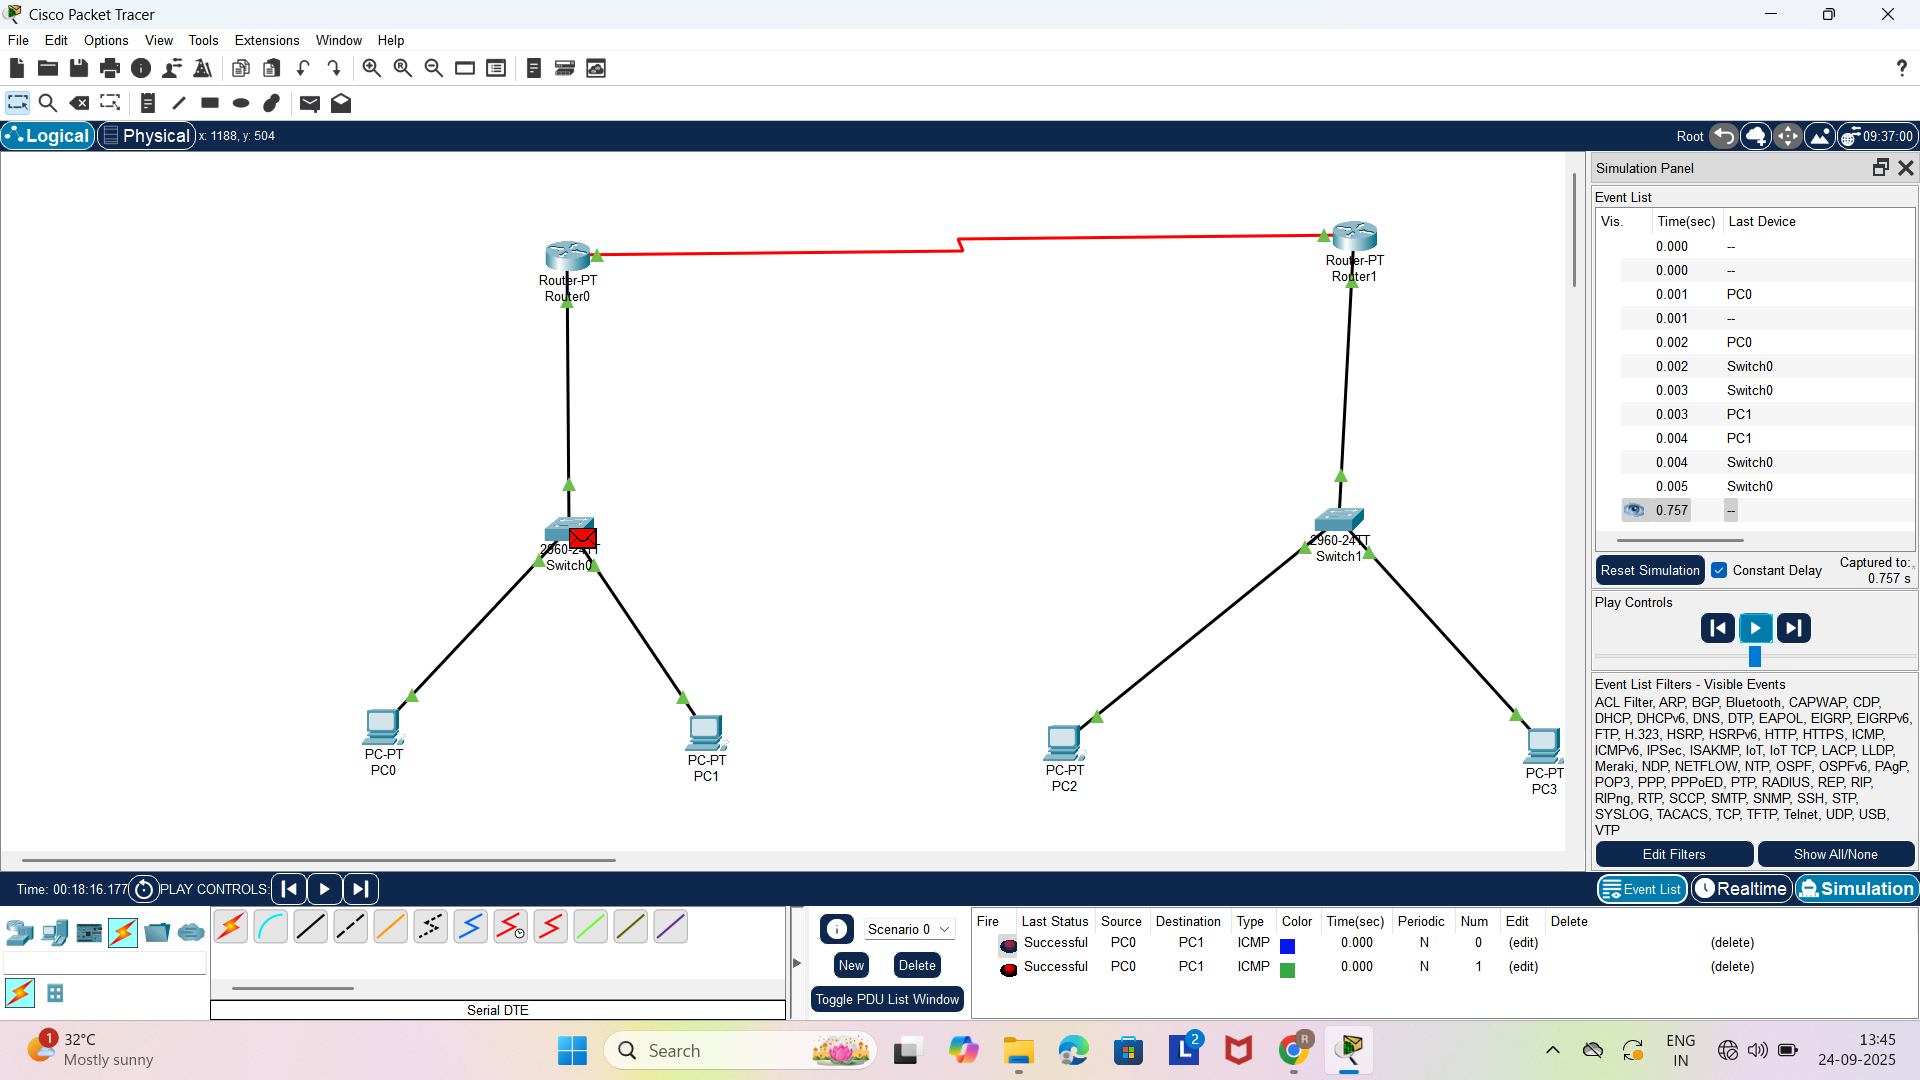 Cisco Packet Tracer
File Edit Options View Tools Extensions Window Help
?
Logical Physical x: 1188, y: 504 Root 09:37:00
Router-PT
Router0
Router-PT
Router1
2960-24TT
Switch0
2960-24TT
Switch1
PC-PT
PC0
PC-PT
PC1
PC-PT
PC2
PC-PT
PC3
Simulation Panel
Event List
Vis. Time(sec) Last Device
0.000 --
0.000 --
0.001 PC0
0.001 --
0.002 PC0
0.002 Switch0
0.003 Switch0
0.003 PC1
0.004 PC1
0.004 Switch0
0.005 Switch0
0.757 --
Reset Simulation Constant Delay Captured to:
0.757 s
Play Controls
Event List Filters - Visible Events
ACL Filter, ARP, BGP, Bluetooth, CAPWAP, CDP,
DHCP, DHCPv6, DNS, DTP, EAPOL, EIGRP, EIGRPv6,
FTP, H.323, HSRP, HSRPv6, HTTP, HTTPS, ICMP,
ICMPv6, IPSec, ISAKMP, IoT, IoT TCP, LACP, LLDP,
Meraki, NDP, NETFLOW, NTP, OSPF, OSPFv6, PAgP,
POP3, PPP, PPPoED, PTP, RADIUS, REP, RIP,
RIPng, RTP, SCCP, SMTP, SNMP, SSH, STP,
SYSLOG, TACACS, TCP, TFTP, Telnet, UDP, USB,
VTP
Edit Filters Show All/None
Time: 00:18:16.177 PLAY CONTROLS: Event List Realtime Simulation
Serial DTE
Scenario 0
New Delete
Toggle PDU List Window
Fire Last Status Source Destination Type Color Time(sec) Periodic Num Edit Delete
Successful PC0 PC1 ICMP 0.000 N 0 (edit) (delete)
Successful PC0 PC1 ICMP 0.000 N 1 (edit) (delete)
1
32°C
Mostly sunny
Search
L 2
R
ENG
IN
13:45
24-09-2025